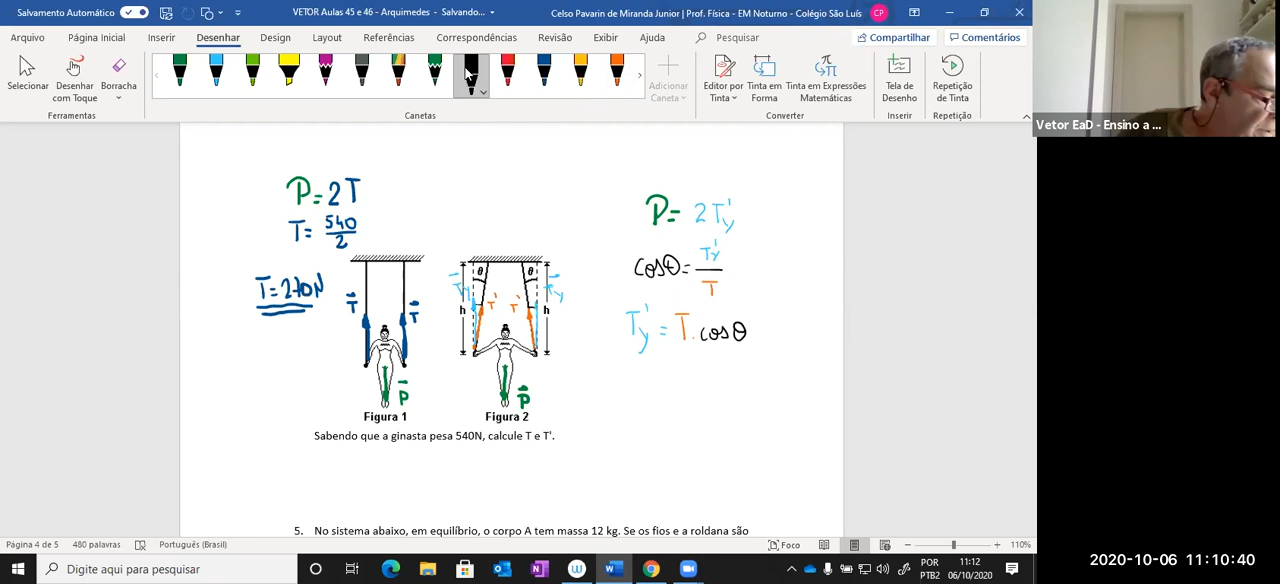 Salvamento Automático
VETOR Aulas 45 e 46 - Arquimedes - Salvando...
Celso Pavarin de Miranda Junior | Prof. Física - EM Noturno - Colégio São Luís
CP
Arquivo Página Inicial Inserir Desenhar Design Layout Referências Correspondências Revisão Exibir Ajuda Pesquisar
Compartilhar Comentários
Selecionar
Desenhar com Toque
Borracha
Adicionar Caneta
Editor por Tinta
Tinta em Forma
Tinta em Expressões Matemáticas
Tela de Desenho
Repetição de Tinta
Ferramentas Canetas Converter Inserir Repetição
Vetor EaD - Ensino a ...
P=2T
T=540/2
T=270N
T T
P
Figura 1
θ θ
Ty Ty
T' T'
h h
P
Figura 2
P=2Ty'
cosθ=Ty'/T
Ty'=T.cosθ
Sabendo que a ginasta pesa 540N, calcule T e T'.
5. No sistema abaixo, em equilíbrio, o corpo A tem massa 12 kg. Se os fios e a roldana são
Página 4 de 5 480 palavras Português (Brasil) Foco 110%
Digite aqui para pesquisar
POR
PTB2
11:12
06/10/2020
2020-10-06 11:10:40